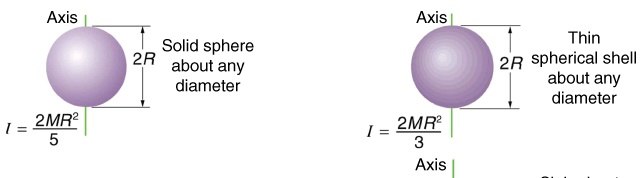 Axis
2R
Solid sphere
about any
diameter
I = 2MR²/5
Axis
2R
Thin
spherical shell
about any
diameter
I = 2MR²/3
Axis